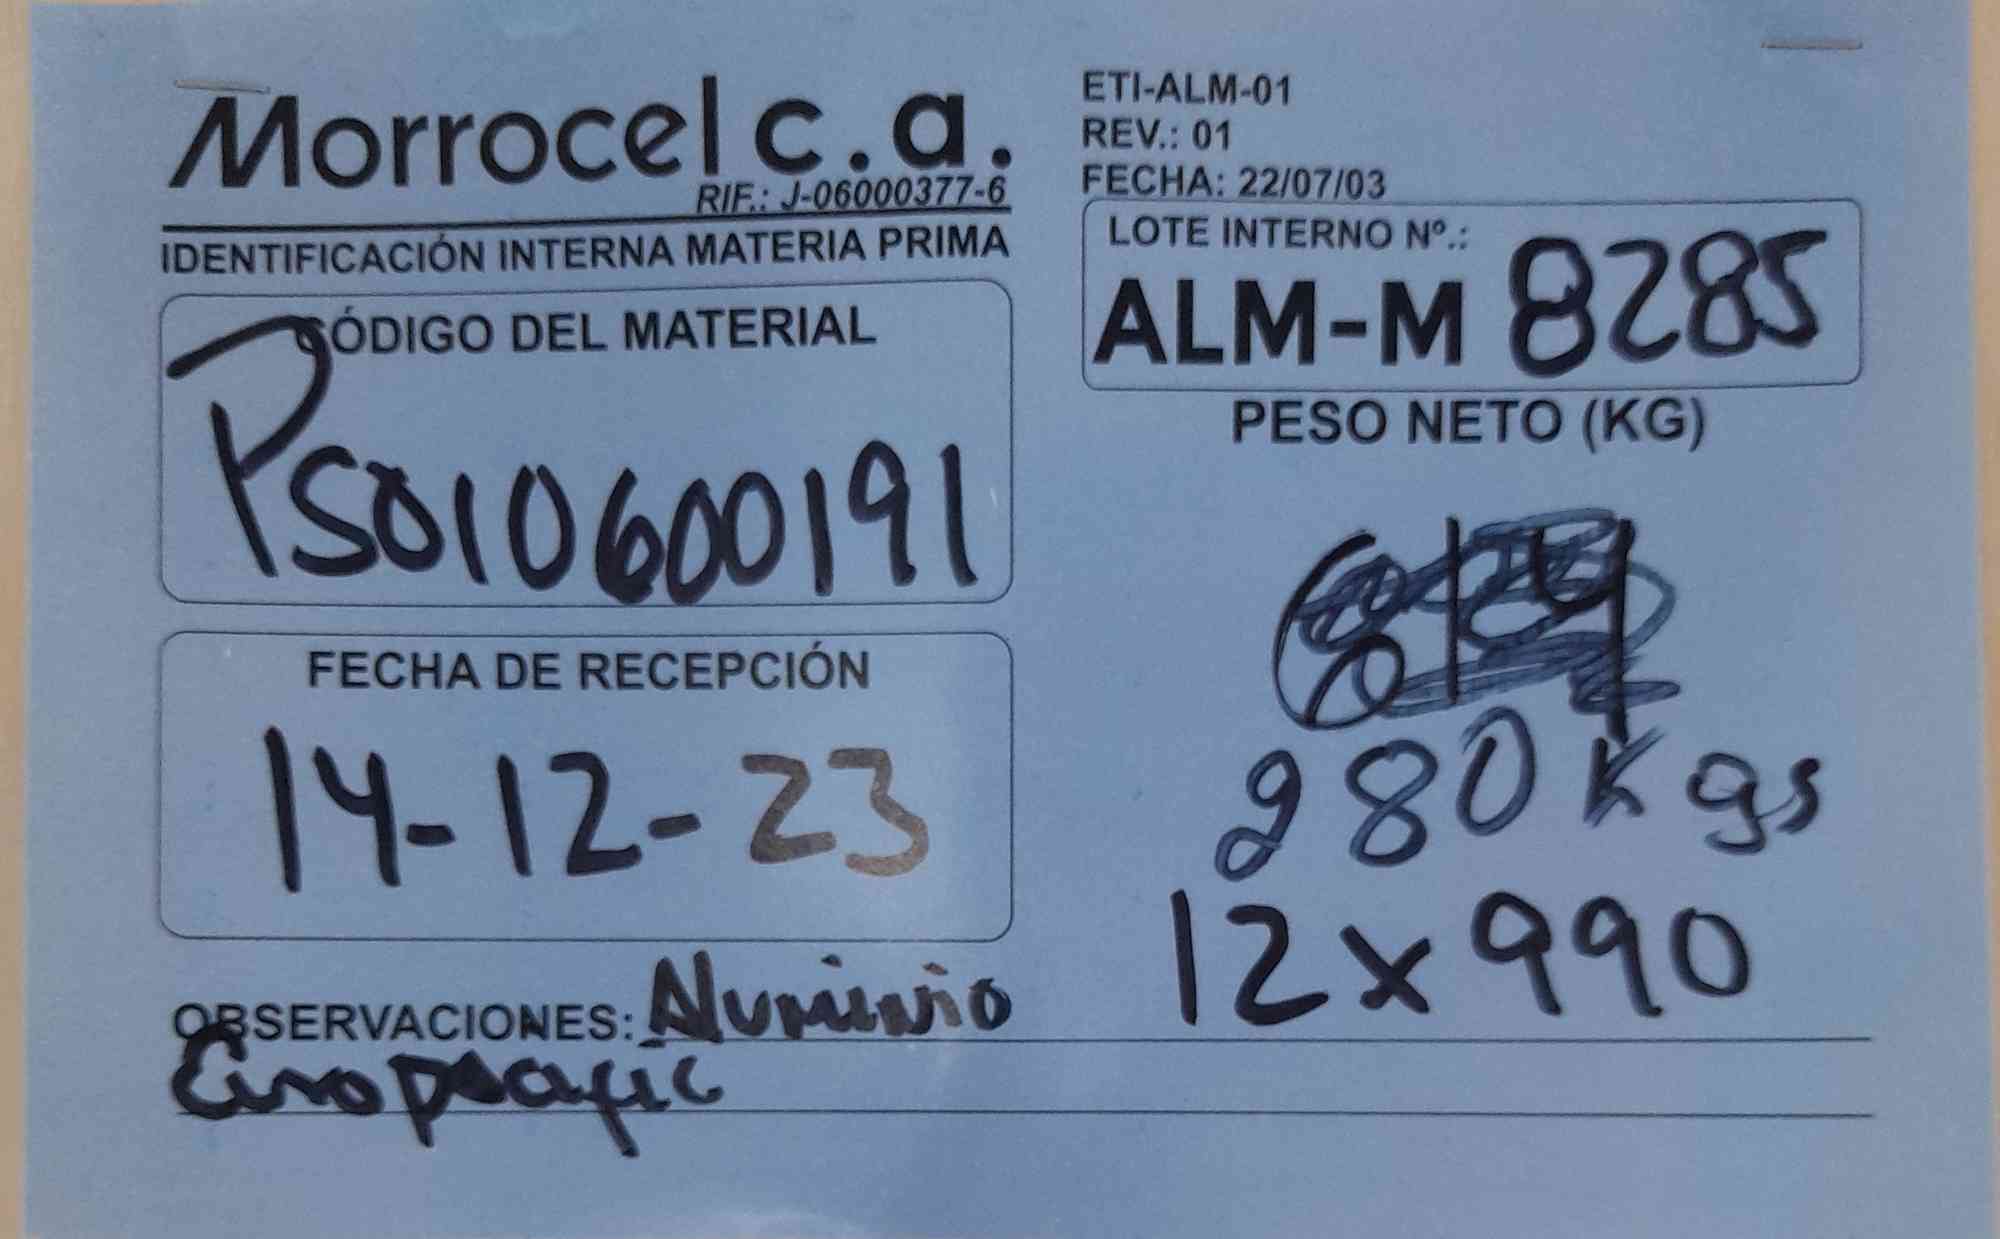 Morrocel c.a.
RIF.: J-06000377-6
IDENTIFICACIÓN INTERNA MATERIA PRIMA
ETI-ALM-01
REV.: 01
FECHA: 22/07/03
LOTE INTERNO Nº.:
ALM-M 8285
CÓDIGO DEL MATERIAL
PS010600191
PESO NETO (KG)
280 Kgs
12 x 990
FECHA DE RECEPCIÓN
14-12-23
OBSERVACIONES: Aluminio